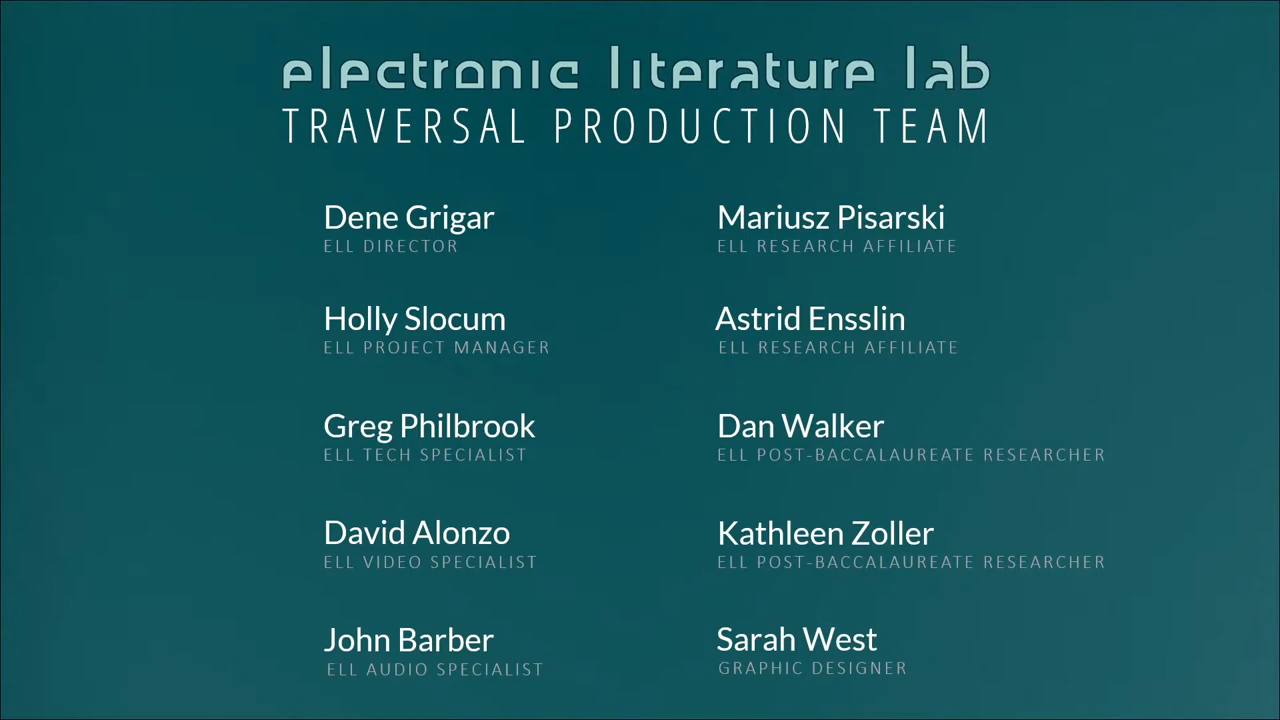 electronic literature lab
TRAVERSAL PRODUCTION TEAM
Dene Grigar
ELL DIRECTOR
Holly Slocum
ELL PROJECT MANAGER
Greg Philbrook
ELL TECH SPECIALIST
David Alonzo
ELL VIDEO SPECIALIST
John Barber
ELL AUDIO SPECIALIST
Mariusz Pisarski
ELL RESEARCH AFFILIATE
Astrid Ensslin
ELL RESEARCH AFFILIATE
Dan Walker
ELL POST-BACCALAUREATE RESEARCHER
Kathleen Zoller
ELL POST-BACCALAUREATE RESEARCHER
Sarah West
GRAPHIC DESIGNER